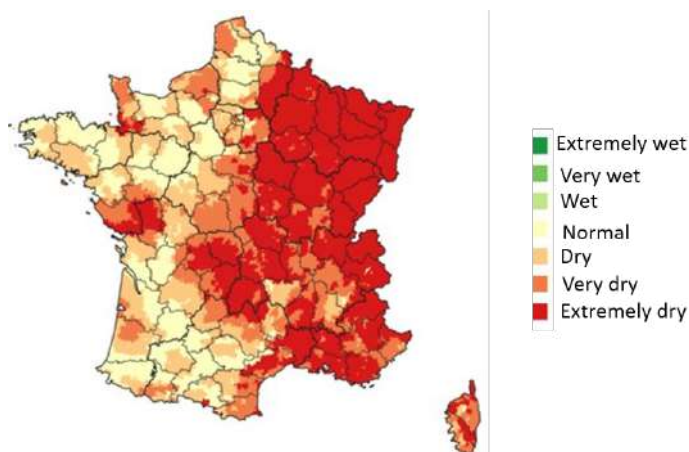 Extremely wet
Very wet
Wet
Normal
Dry
Very dry
Extremely dry